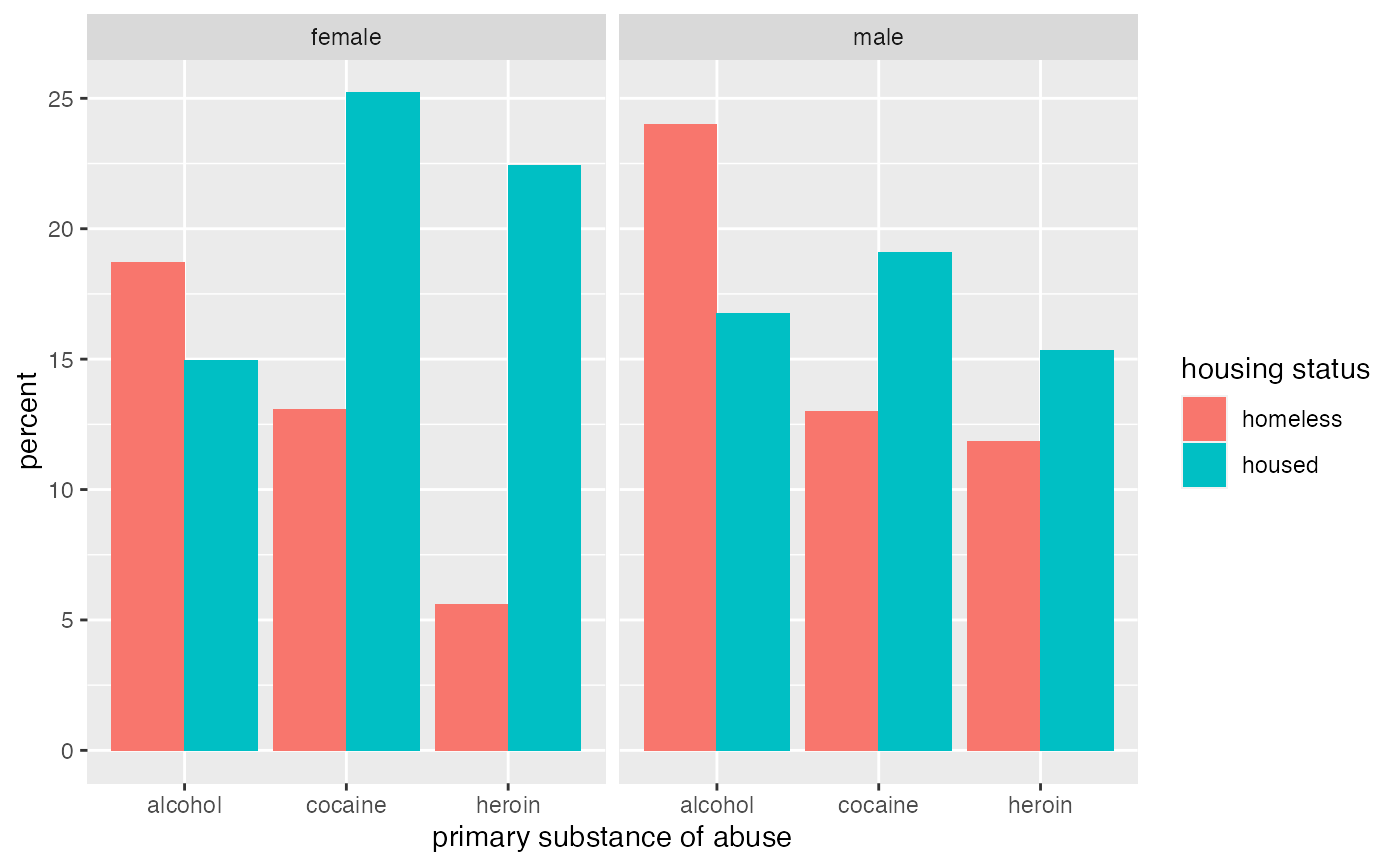 female
male
25
20
15
10
5
0
percent
alcohol
cocaine
heroin
alcohol
cocaine
heroin
primary substance of abuse
housing status
homeless
housed